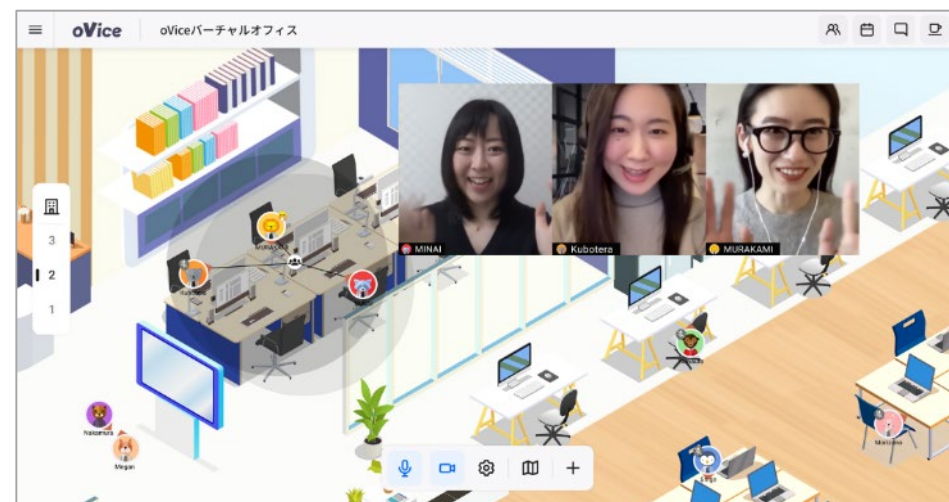 oVice
oViceバーチャルオフィス
MINAI
Kubotera
MURAKAMI
3
2
1
Nakamura
Megan